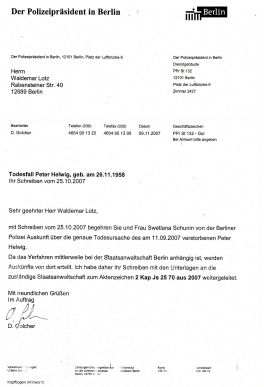 Der Polizeipräsident in Berlin
Berlin
Der Polizeipräsident in Berlin, 12101 Berlin, Platz der Luftbrücke 6
Der Polizeipräsident in Berlin
Dienstgebäude
PPr St 132
12101 Berlin
Platz der Luftbrücke 6
Zimmer 2427
Herrn
Waldemar Lotz
Rabensteiner Str. 40
12689 Berlin
Bearbeiter
Telefon (030)
Telefax (030)
Datum
Geschäftszeichen
D. Golcher
4664 90 13 20
4664 90 13 99
09.11.2007
PPr St 132 - Gol
Bei Antwort bitte angeben
Todesfall Peter Helwig, geb. am 26.11.1958
Ihr Schreiben vom 25.10.2007
Sehr geehrter Herr Waldemar Lotz,
mit Schreiben vom 25.10.2007 begehren Sie und Frau Swetlana Schunin von der Berliner
Polizei Auskunft über die genaue Todesursache des am 11.09.2007 verstorbenen Peter
Helwig.
Da das Verfahren mittlerweile bei der Staatsanwaltschaft Berlin anhängig ist, werden
Auskünfte von dort erteilt. Ich habe daher Ihr Schreiben mit den Unterlagen an die
zuständige Staatsanwaltschaft zum Aktenzeichen 2 Kap Js 25 70 aus 2007 weitergeleitet.
Mit freundlichen Grüßen
Im Auftrag
D. Golcher